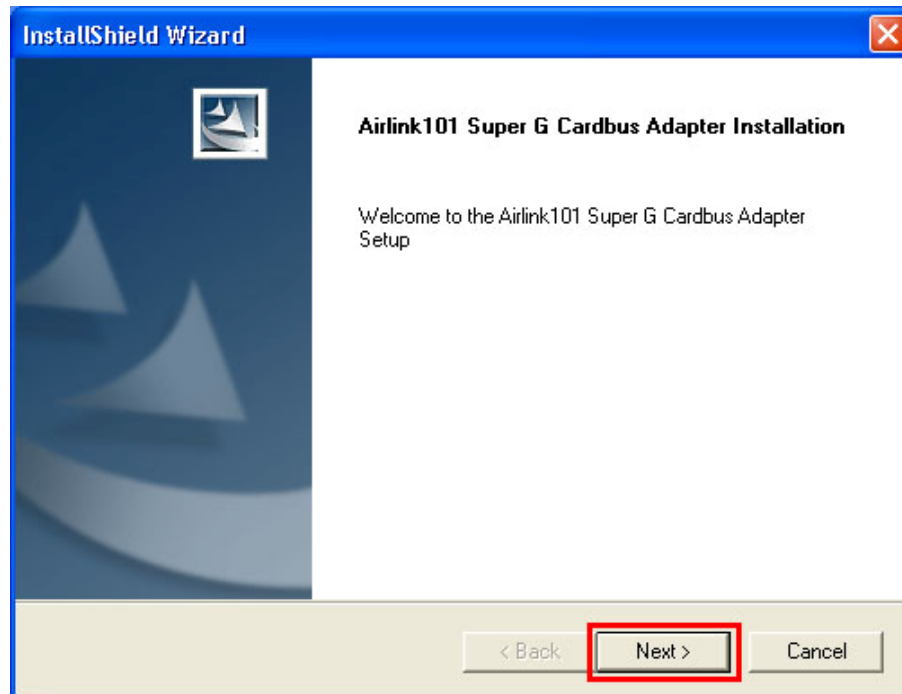 InstallShield Wizard
Airlink101 Super G Cardbus Adapter Installation
Welcome to the Airlink101 Super G Cardbus Adapter
Setup
< Back
Next >
Cancel